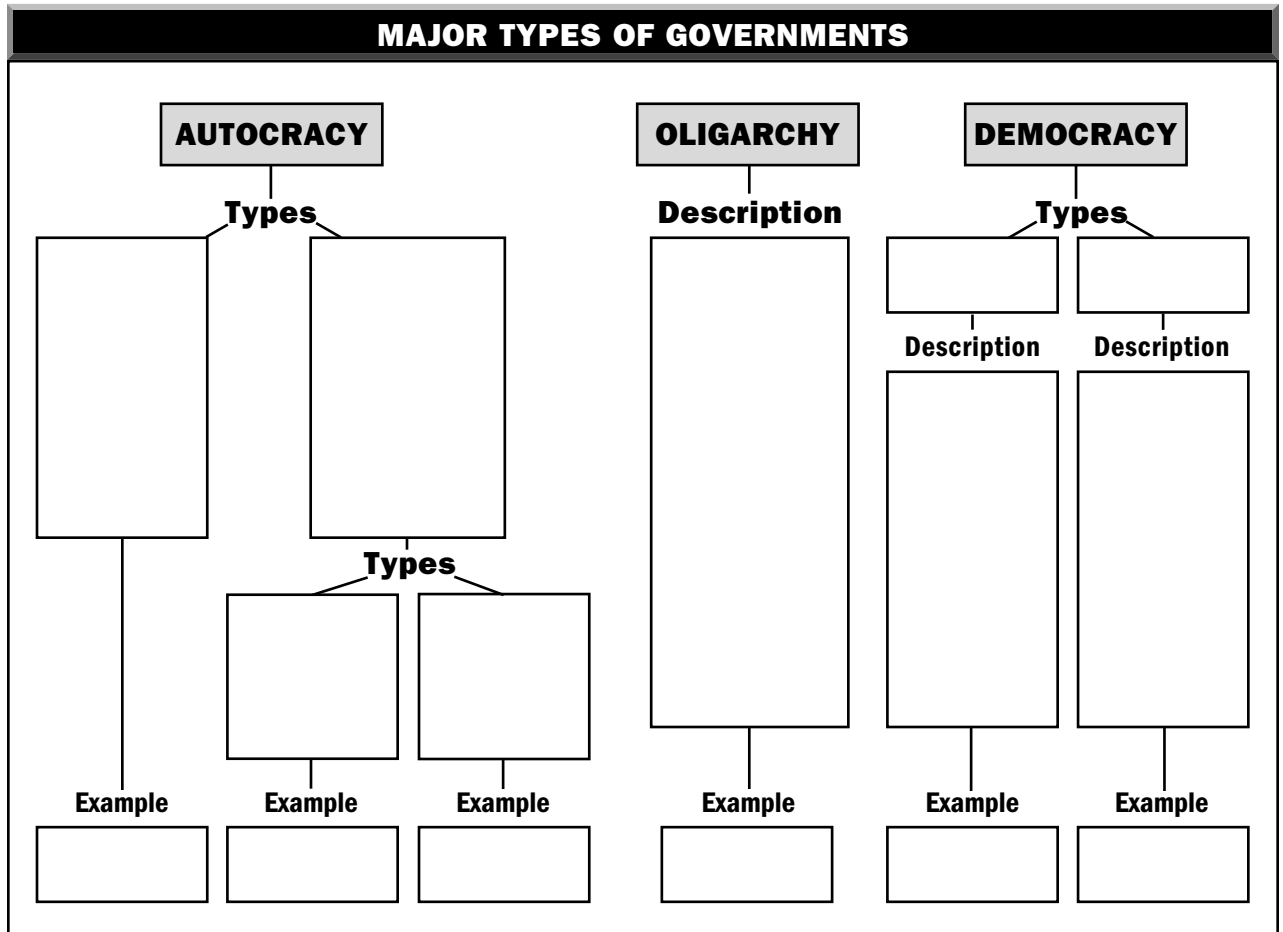 MAJOR TYPES OF GOVERNMENTS
AUTOCRACY
OLIGARCHY
DEMOCRACY
Types
Description
Types
Description
Description
Types
Example
Example
Example
Example
Example
Example